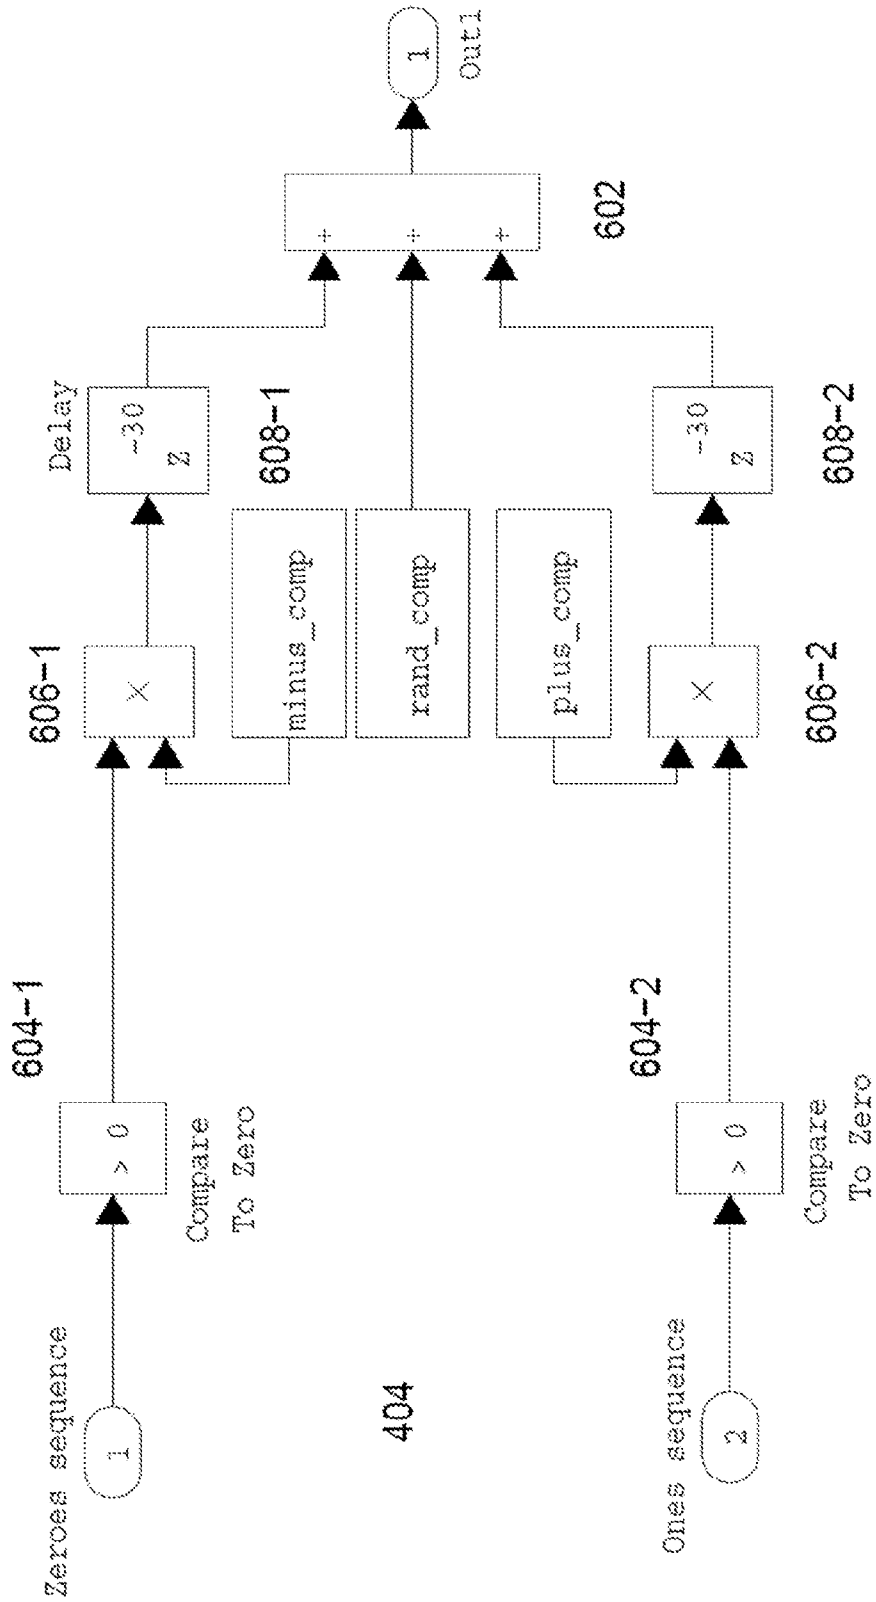 Zeroes sequence
1
> 0
Compare
To Zero
604-1
×
606-1
Delay
-30
Z
608-1
minus_comp
rand_comp
plus_comp
+
+
+
602
1
Out1
404
Ones sequence
2
> 0
Compare
To Zero
604-2
×
606-2
-30
Z
608-2